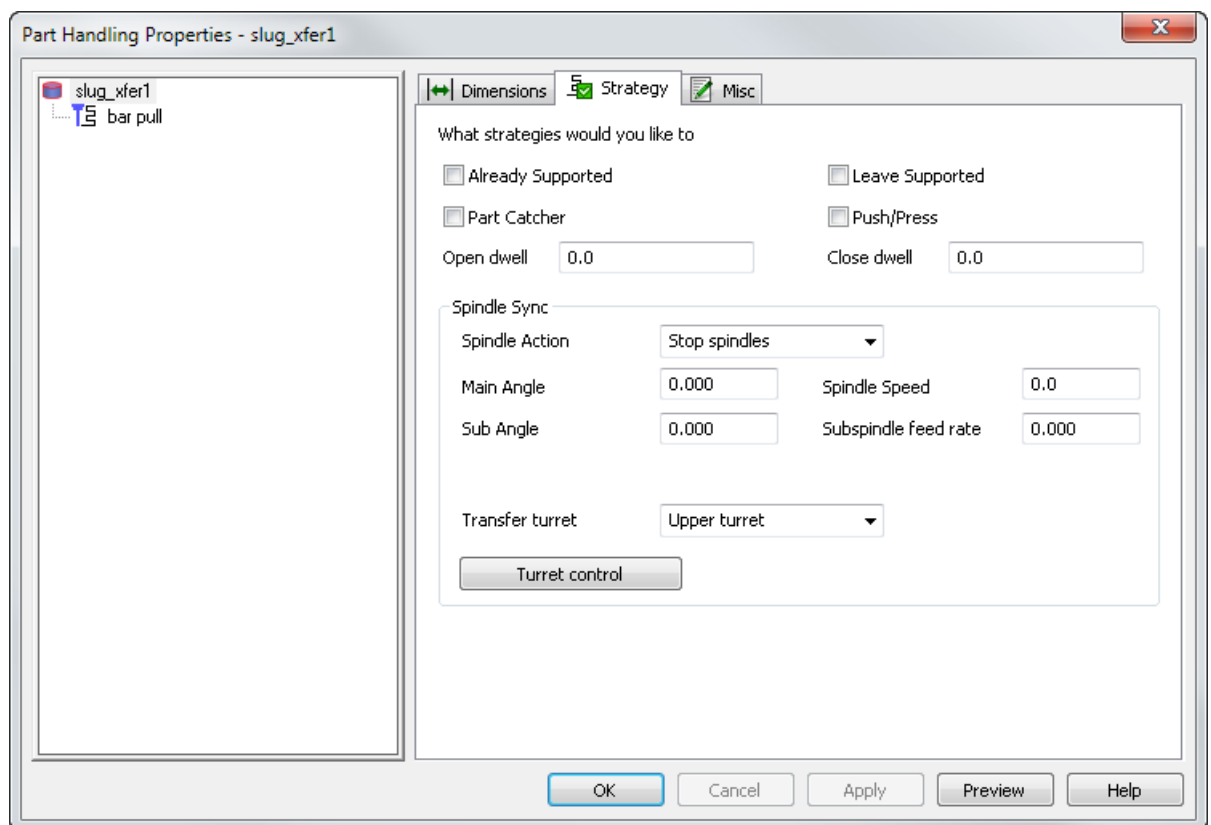 Part Handling Properties - slug_xfer1
slug_xfer1
bar pull
Dimensions Strategy Misc
What strategies would you like to
Already Supported Leave Supported
Part Catcher Push/Press
Open dwell 0.0 Close dwell 0.0
Spindle Sync
Spindle Action Stop spindles
Main Angle 0.000 Spindle Speed 0.0
Sub Angle 0.000 Subspindle feed rate 0.000
Transfer turret Upper turret
Turret control
OK Cancel Apply Preview Help